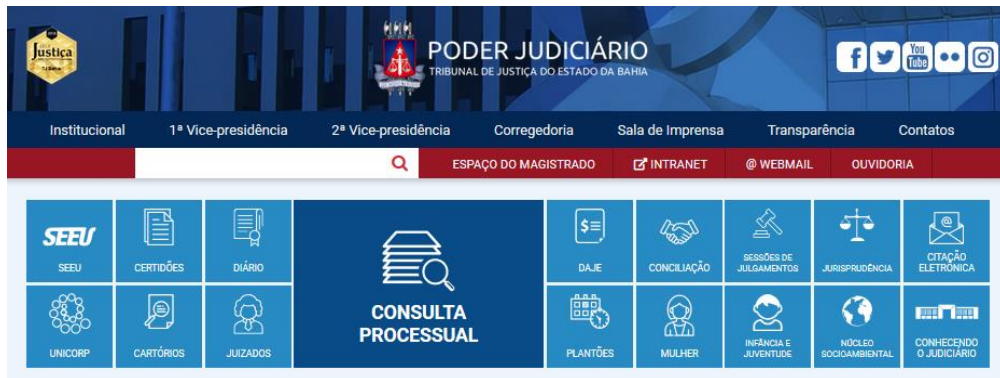 Justiça
PODER JUDICIÁRIO
TRIBUNAL DE JUSTIÇA DO ESTADO DA BAHIA
f
You
Tube
Institucional 1ª Vice-presidência 2ª Vice-presidência Corregedoria Sala de Imprensa Transparência Contatos
ESPAÇO DO MAGISTRADO INTRANET @ WEBMAIL OUVIDORIA
SEEU
SEEU
CERTIDÕES
DIÁRIO
CONSULTA
PROCESSUAL
$
DAJE
CONCILIAÇÃO
SESSÕES DE
JULGAMENTOS
JURISPRUDÊNCIA
@
CITAÇÃO
ELETRÔNICA
UNICORP
CARTÓRIOS
JUIZADOS
PLANTÕES
MULHER
INFÂNCIA E
JUVENTUDE
NÚCLEO
SOCIOAMBIENTAL
CONHECENDO
O JUDICIÁRIO